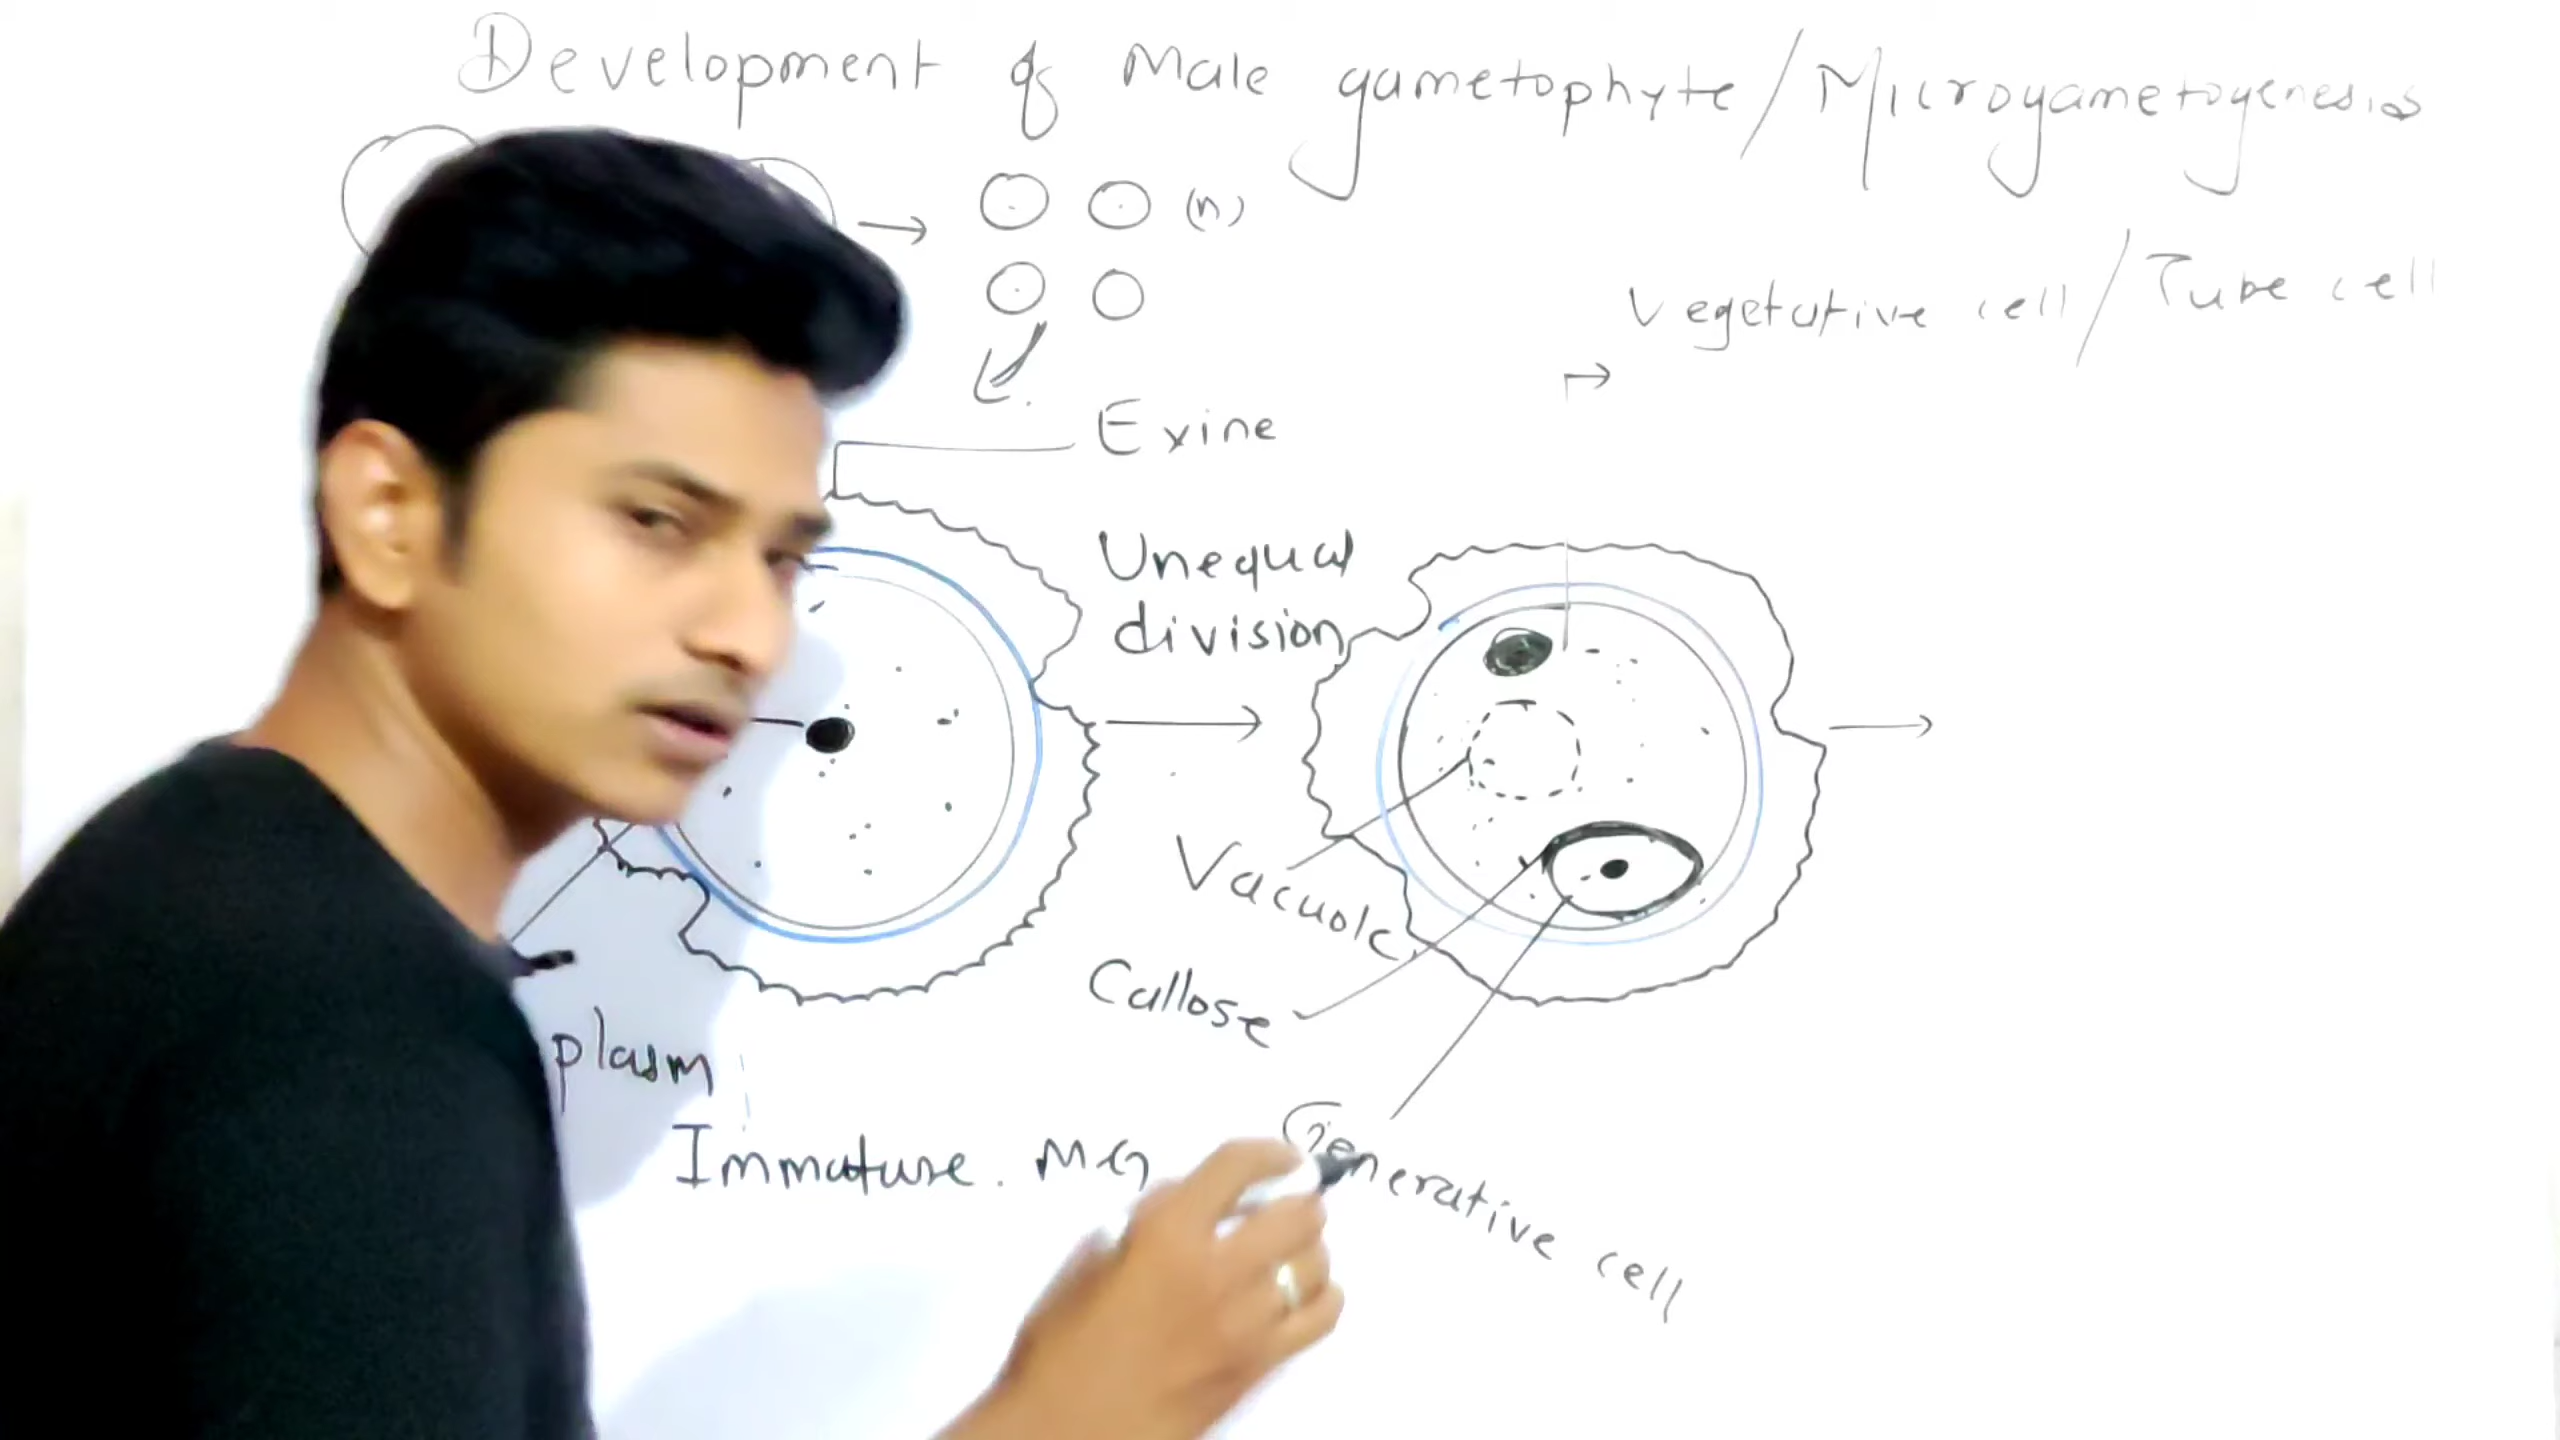 Development of Male gametophyte/Microgametogenesis
(n)
Vegetative cell/Tube cell
Exine
Unequal
division
Vacuole
Callose
plasm
Immature. MG
Generative cell